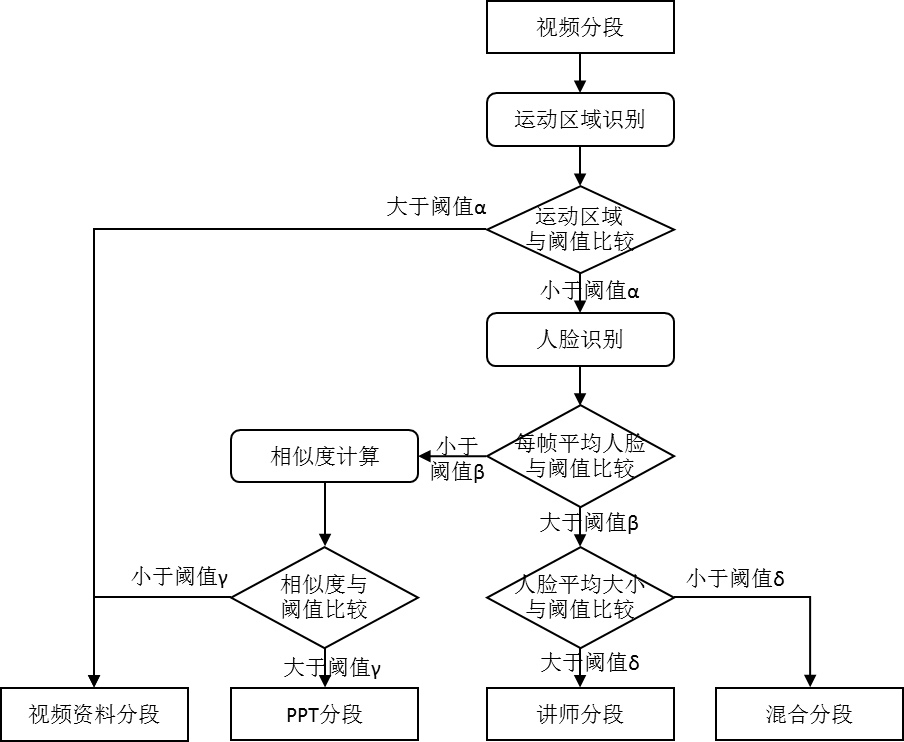 视频分段
运动区域识别
大于阈值α
运动区域
与阈值比较
小于阈值α
人脸识别
相似度计算
小于
阈值β
每帧平均人脸
与阈值比较
大于阈值β
小于阈值γ
相似度与
阈值比较
人脸平均大小
与阈值比较
小于阈值δ
大于阈值γ
大于阈值δ
视频资料分段
PPT分段
讲师分段
混合分段